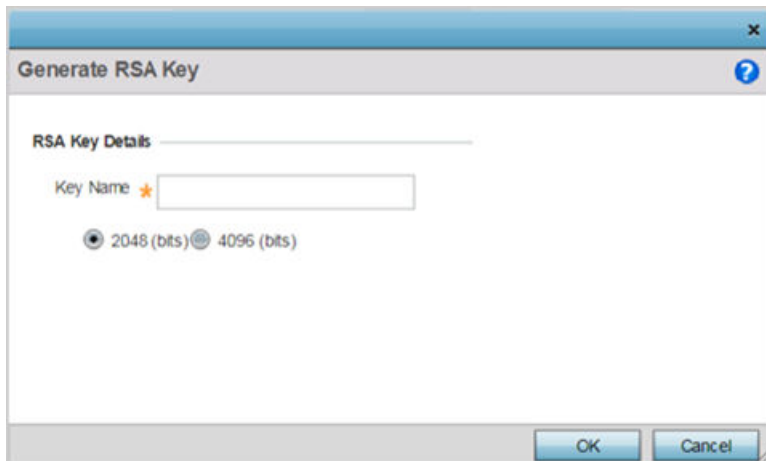 ×
Generate RSA Key
?
RSA Key Details
Key Name *
2048 (bits) 4096 (bits)
OK Cancel